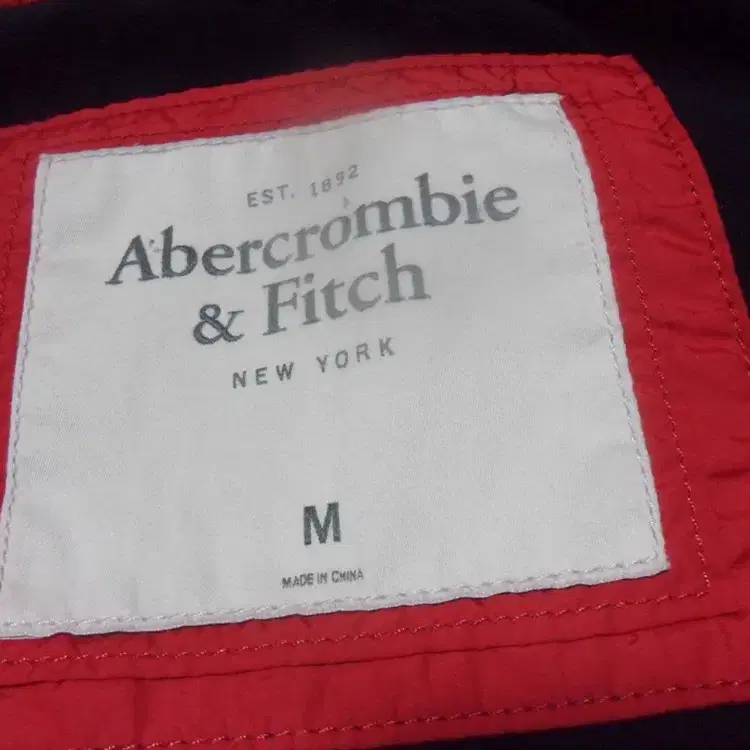 EST. 1892
Abercrombie
& Fitch
NEW YORK
M
MADE IN CHINA